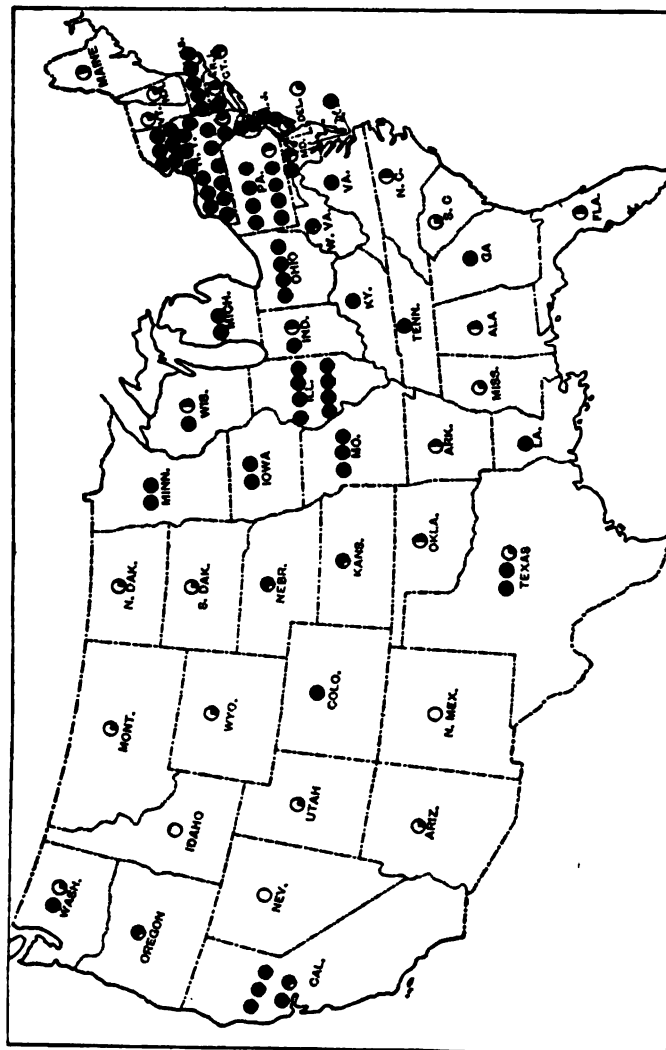 WASH.
OREGON
CAL.
NEV.
IDAHO
MONT.
WYO.
UTAH
ARIZ.
COLO.
N. MEX.
N. DAK.
S. DAK.
NEBR.
KANS.
OKLA.
TEXAS
MINN.
IOWA
MO.
ARK.
LA.
WIS.
ILL.
MICH.
IND.
OHIO
KY.
TENN.
MISS.
ALA
GA
FLA.
S. C
N. C.
VA.
W. VA.
PA.
MD.
DEL.
CT.
MAINE